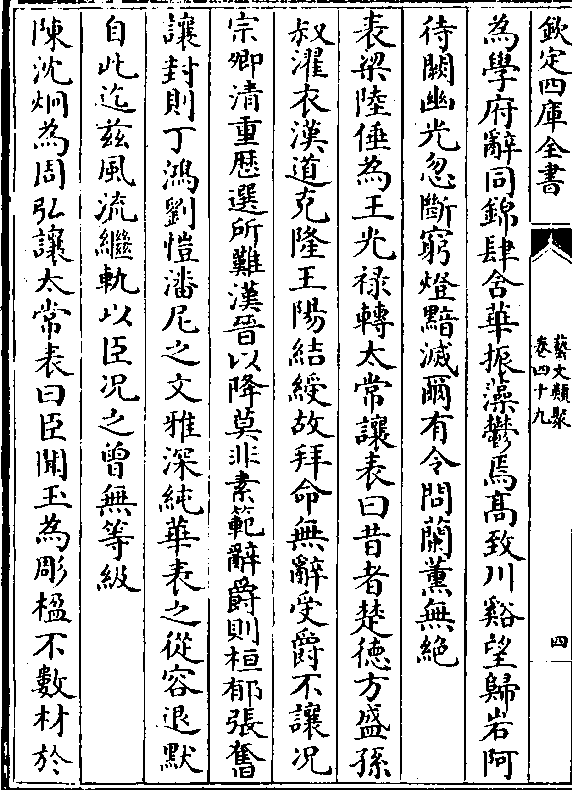 欽定四庫全書
藝文類聚
卷四十九
四
為學府辭同錦肆含華振藻鬱焉高致川谿望歸岩阿
待闕幽光忽斷窮燈黯滅爾有令問蘭薰無絶
表梁陸倕為王光禄轉太常讓表曰昔者楚徳方盛孫
叔濯衣漢道克隆王陽結綬故拜命無辭受爵不讓况
宗卿清重歴選所難漢晉以降莫非素範辭爵則桓郁張奮
讓封則丁鴻劉愷潘尼之文雅深純華表之從容退默
自此迄兹風流繼軌以臣况之曽無等級
陳沈炯為周弘讓太常表曰臣聞玉為彫楹不數材於